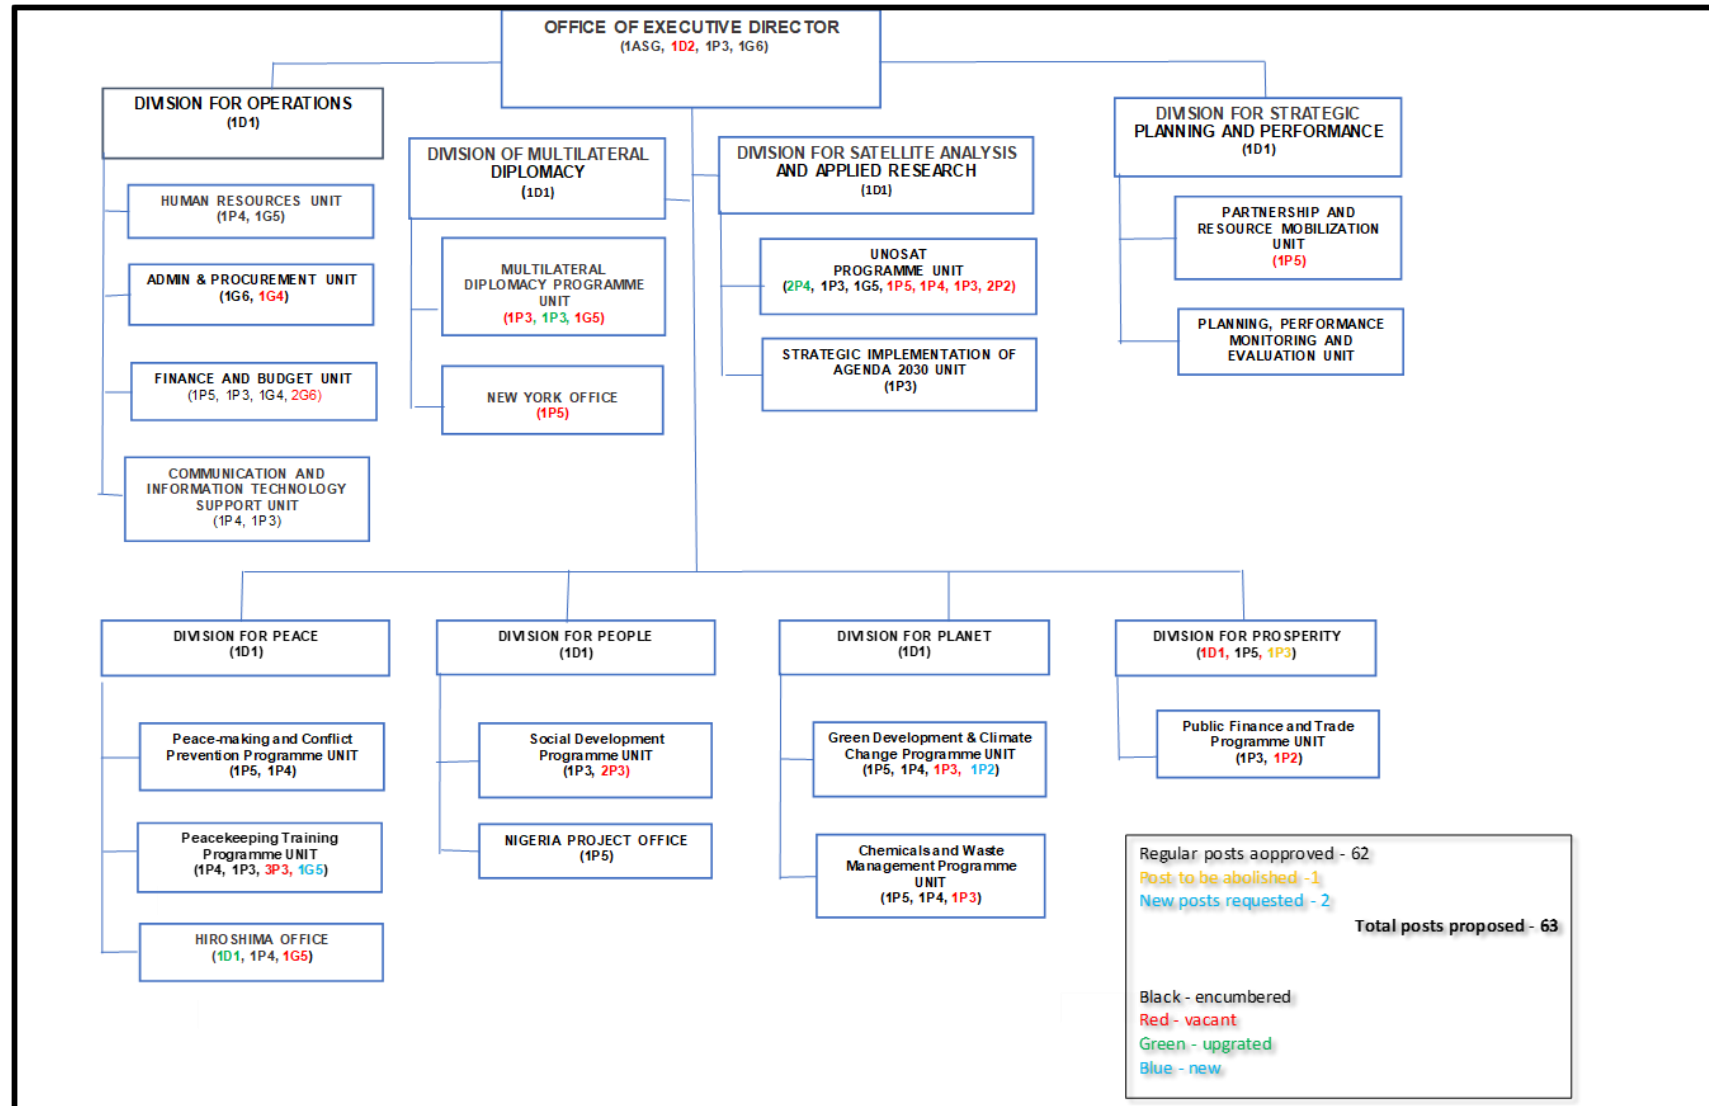 OFFICE OF EXECUTIVE DIRECTOR
(1ASG, 1D2, 1P3, 1G6)
DIVISION FOR OPERATIONS
(1D1)
HUMAN RESOURCES UNIT
(1P4, 1G5)
ADMIN & PROCUREMENT UNIT
(1G6, 1G4)
FINANCE AND BUDGET UNIT
(1P5, 1P3, 1G4, 2G6)
COMMUNICATION AND
INFORMATION TECHNOLOGY
SUPPORT UNIT
(1P4, 1P3)
DIVISION OF MULTILATERAL
DIPLOMACY
(1D1)
MULTILATERAL
DIPLOMACY PROGRAMME
UNIT
(1P3, 1P3, 1G5)
NEW YORK OFFICE
(1P5)
DIVISION FOR SATELLITE ANALYSIS
AND APPLIED RESEARCH
(1D1)
UNOSAT
PROGRAMME UNIT
(2P4, 1P3, 1G5, 1P5, 1P4, 1P3, 2P2)
STRATEGIC IMPLEMENTATION OF
AGENDA 2030 UNIT
(1P3)
DIVISION FOR STRATEGIC
PLANNING AND PERFORMANCE
(1D1)
PARTNERSHIP AND
RESOURCE MOBILIZATION
UNIT
(1P5)
PLANNING, PERFORMANCE
MONITORING AND
EVALUATION UNIT
DIVISION FOR PEACE
(1D1)
Peace-making and Conflict
Prevention Programme UNIT
(1P5, 1P4)
Peacekeeping Training
Programme UNIT
(1P4, 1P3, 3P3, 1G5)
HIROSHIMA OFFICE
(1D1, 1P4, 1G5)
DIVISION FOR PEOPLE
(1D1)
Social Development
Programme UNIT
(1P3, 2P3)
NIGERIA PROJECT OFFICE
(1P5)
DIVISION FOR PLANET
(1D1)
Green Development & Climate
Change Programme UNIT
(1P5, 1P4, 1P3, 1P2)
Chemicals and Waste
Management Programme
UNIT
(1P5, 1P4, 1P3)
DIVISION FOR PROSPERITY
(1D1, 1P5, 1P3)
Public Finance and Trade
Programme UNIT
(1P3, 1P2)
Regular posts aopproved - 62
Post to be abolished -1
New posts requested - 2
Total posts proposed - 63
Black - encumbered
Red - vacant
Green - upgrated
Blue - new